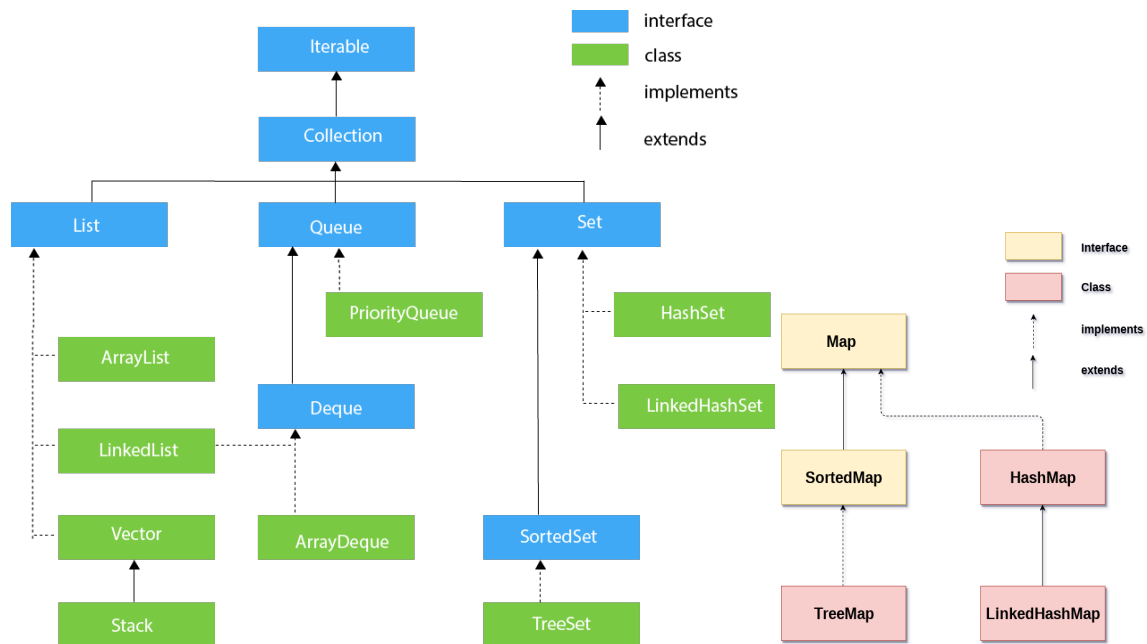 Iterable
interface
class
implements
extends
Collection
List
Queue
Set
PriorityQueue
HashSet
ArrayList
Deque
LinkedHashSet
LinkedList
Vector
ArrayDeque
SortedSet
Stack
TreeSet
Interface
Class
implements
extends
Map
SortedMap
HashMap
TreeMap
LinkedHashMap